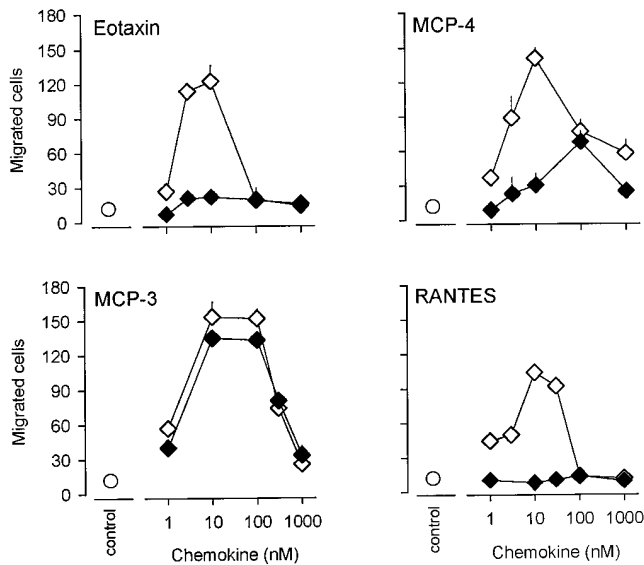 Eotaxin
MCP-4
180
150
120
90
60
30
0
Migrated cells
MCP-3
RANTES
180
150
120
90
60
30
0
Migrated cells
control
1 10 100 1000
Chemokine (nM)
control
1 10 100 1000
Chemokine (nM)